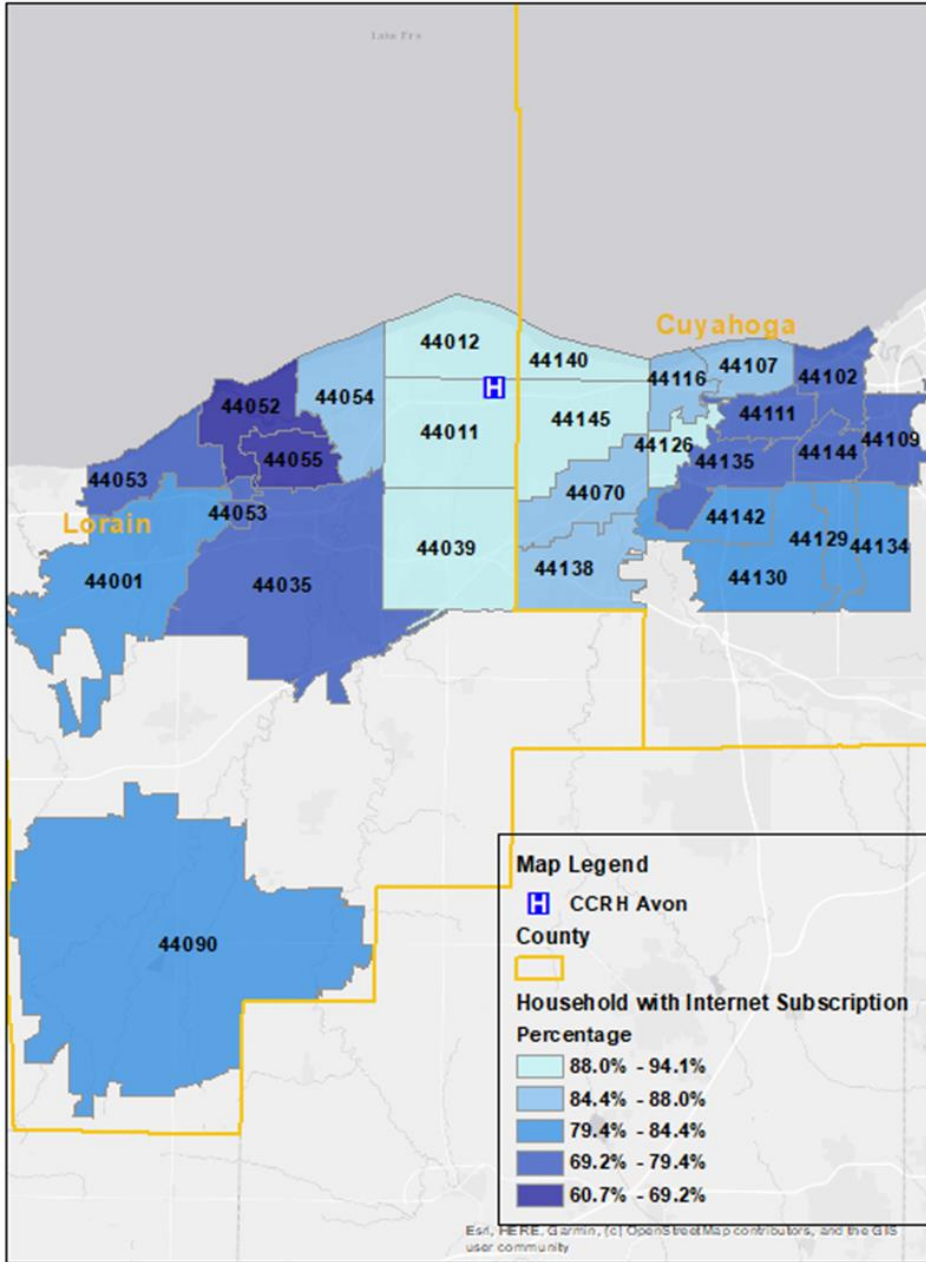 Lake Erie
Cuyahoga
44012
44140
44107
44116
44102
44054
44052
44011
44145
44111
44126
44109
44055
44135
44144
44053
44070
44053
Lorain
44142
44129
44134
44039
44001
44035
44138
44130
44090
Map Legend
H CCRH Avon
County
Household with Internet Subscription
Percentage
88.0% - 94.1%
84.4% - 88.0%
79.4% - 84.4%
69.2% - 79.4%
60.7% - 69.2%
Esri, HERE, Garmin, (c) OpenStreetMap contributors, and the GIS
user community